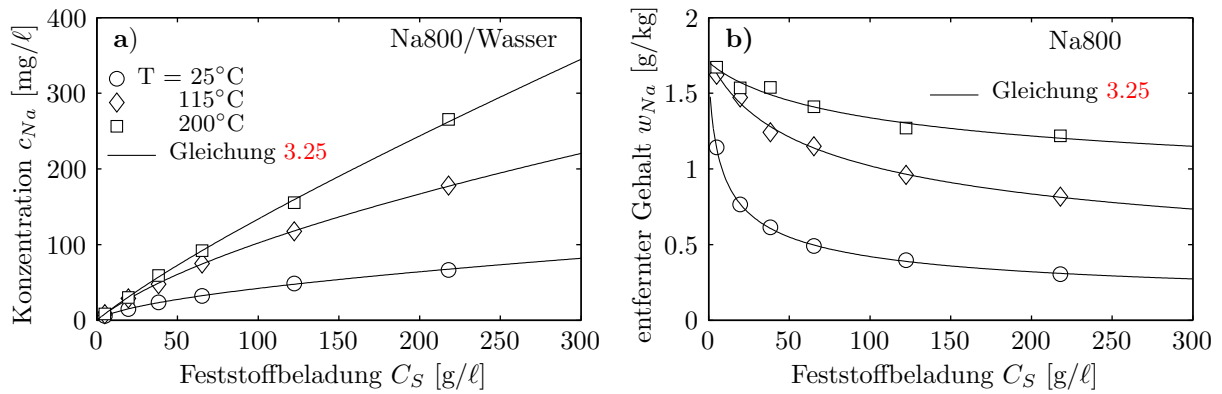 a)
Na800/Wasser
T = 25°C
115°C
200°C
Gleichung 3.25
Konzentration c_Na [mg/ℓ]
400
300
200
100
0
0 50 100 150 200 250 300
Feststoffbeladung C_S [g/ℓ]
b)
Na800
Gleichung 3.25
entfernter Gehalt w_Na [g/kg]
2
1.5
1
0.5
0
0 50 100 150 200 250 300
Feststoffbeladung C_S [g/ℓ]